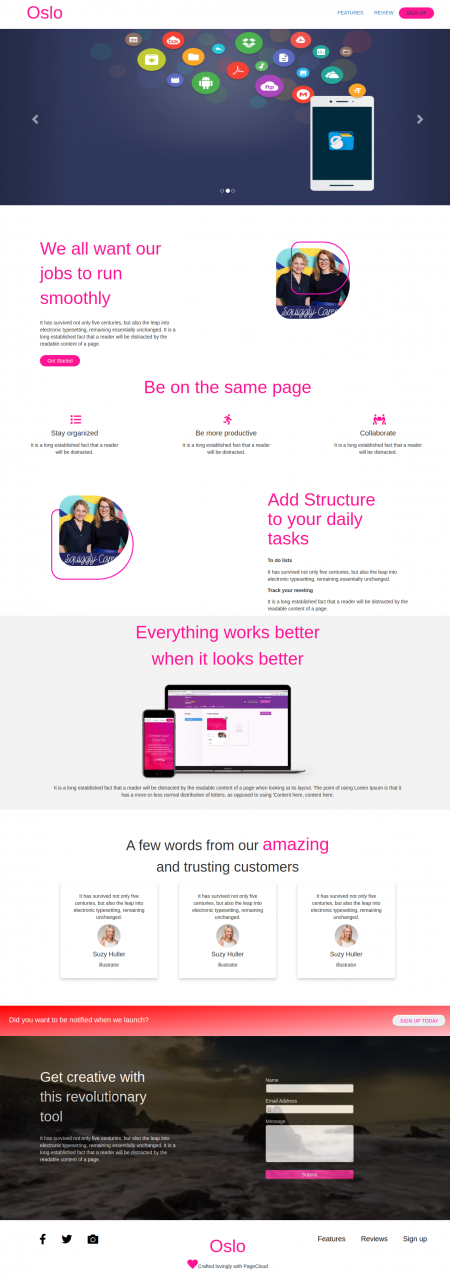 Oslo
FEATURES
REVIEW
SIGN UP
ftp
We all want our
jobs to run
smoothly
It has survived not only five centuries, but also the leap into
electronic typesetting, remaining essentially unchanged. It is a
long established fact that a reader will be distracted by the
readable content of a page.
Get Started
Squiggly Care
Be on the same page
Stay organized
It is a long established fact that a reader
will be distracted.
Be more productive
It is a long established fact that a reader
will be distracted.
Collaborate
It is a long established fact that a reader
will be distracted.
Squiggly Care
Add Structure
to your daily
tasks
To do lists
It has survived not only five centuries, but also the leap into
electronic typesetting, remaining essentially unchanged.
Track your meeting
It is a long established fact that a reader will be distracted by the
readable content of a page.
Everything works better
when it looks better
It is a long established fact that a reader will be distracted by the readable content of a page when looking at its layout. The point of using Lorem Ipsum is that it
has a more-or-less normal distribution of letters, as opposed to using 'Content here, content here.
A few words from our amazing
and trusting customers
It has survived not only five
centuries, but also the leap into
electronic typesetting, remaining
unchanged.
Suzy Huller
illustrator
It has survived not only five
centuries, but also the leap into
electronic typesetting, remaining
unchanged.
Suzy Huller
illustrator
It has survived not only five
centuries, but also the leap into
electronic typesetting, remaining
unchanged.
Suzy Huller
illustrator
Did you want to be notified when we launch?
SIGN UP TODAY
Get creative with
this revolutionary
tool
It has survived not only five centuries, but also the leap into
electronic typesetting, remaining essentially unchanged. It is a
long established fact that a reader will be distracted by the
readable content of a page.
Name
Email Address
Message
Submit
Features
Reviews
Sign up
Oslo
Crafted lovingly with PageCloud